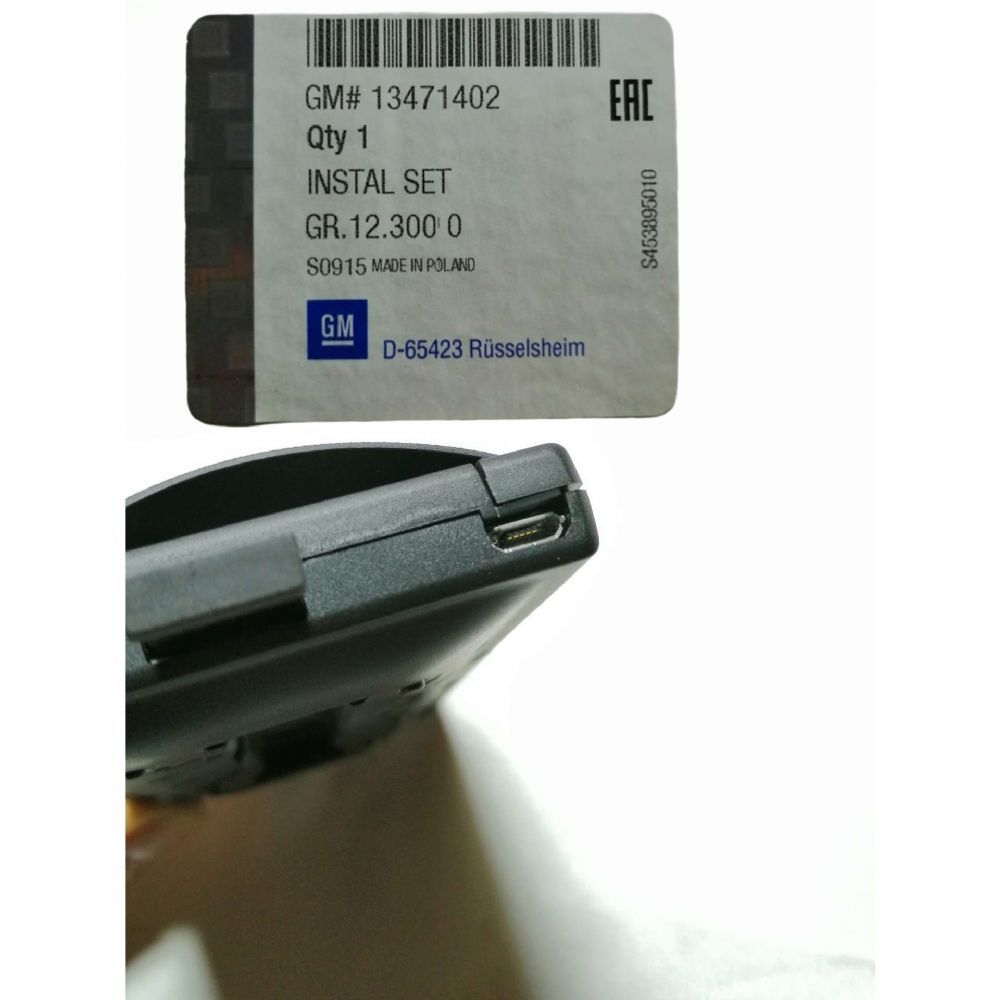 GM# 13471402
EAC
Qty 1
INSTAL SET
GR.12.300 0
S0915 MADE IN POLAND
S453895010
GM
D-65423 Rüsselsheim